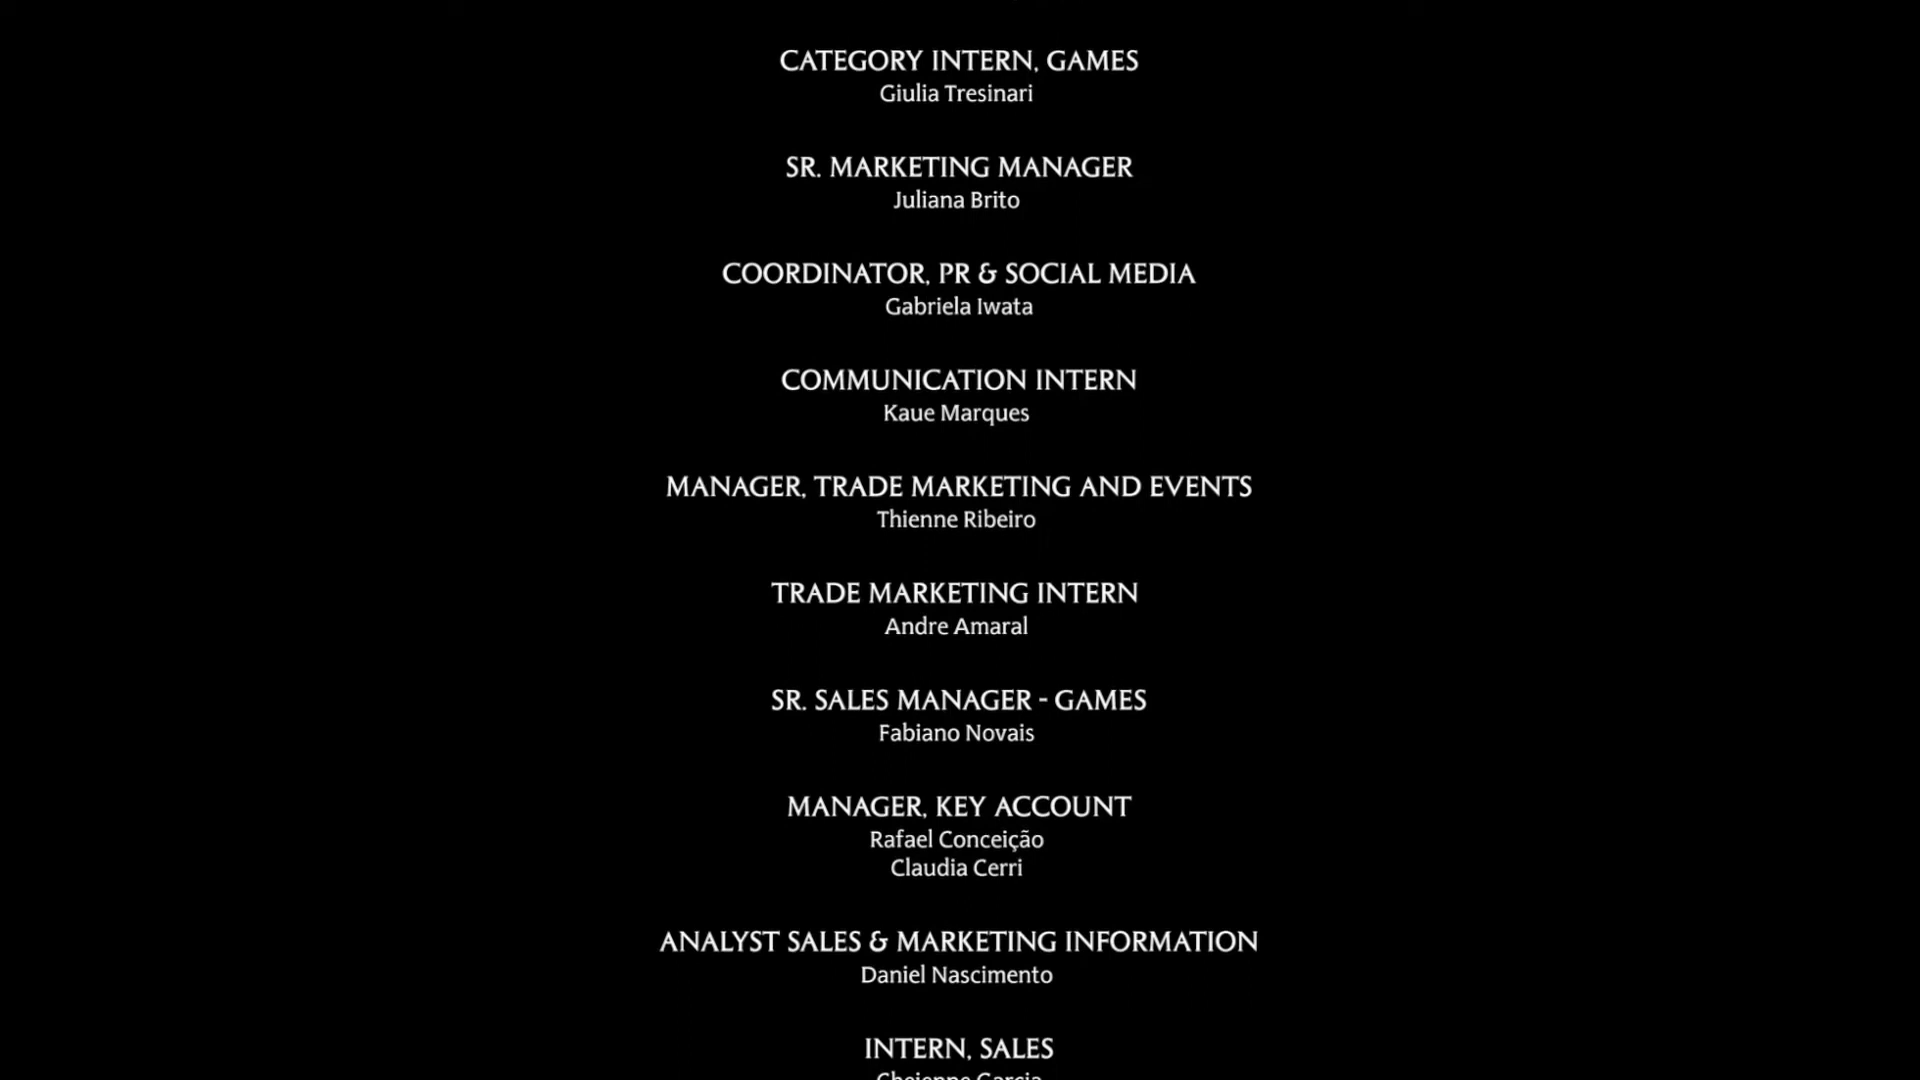 CATEGORY INTERN, GAMES
Giulia Tresinari
SR. MARKETING MANAGER
Juliana Brito
COORDINATOR, PR & SOCIAL MEDIA
Gabriela Iwata
COMMUNICATION INTERN
Kaue Marques
MANAGER, TRADE MARKETING AND EVENTS
Thienne Ribeiro
TRADE MARKETING INTERN
Andre Amaral
SR. SALES MANAGER - GAMES
Fabiano Novais
MANAGER, KEY ACCOUNT
Rafael Conceição
Claudia Cerri
ANALYST SALES & MARKETING INFORMATION
Daniel Nascimento
INTERN, SALES
Garcia